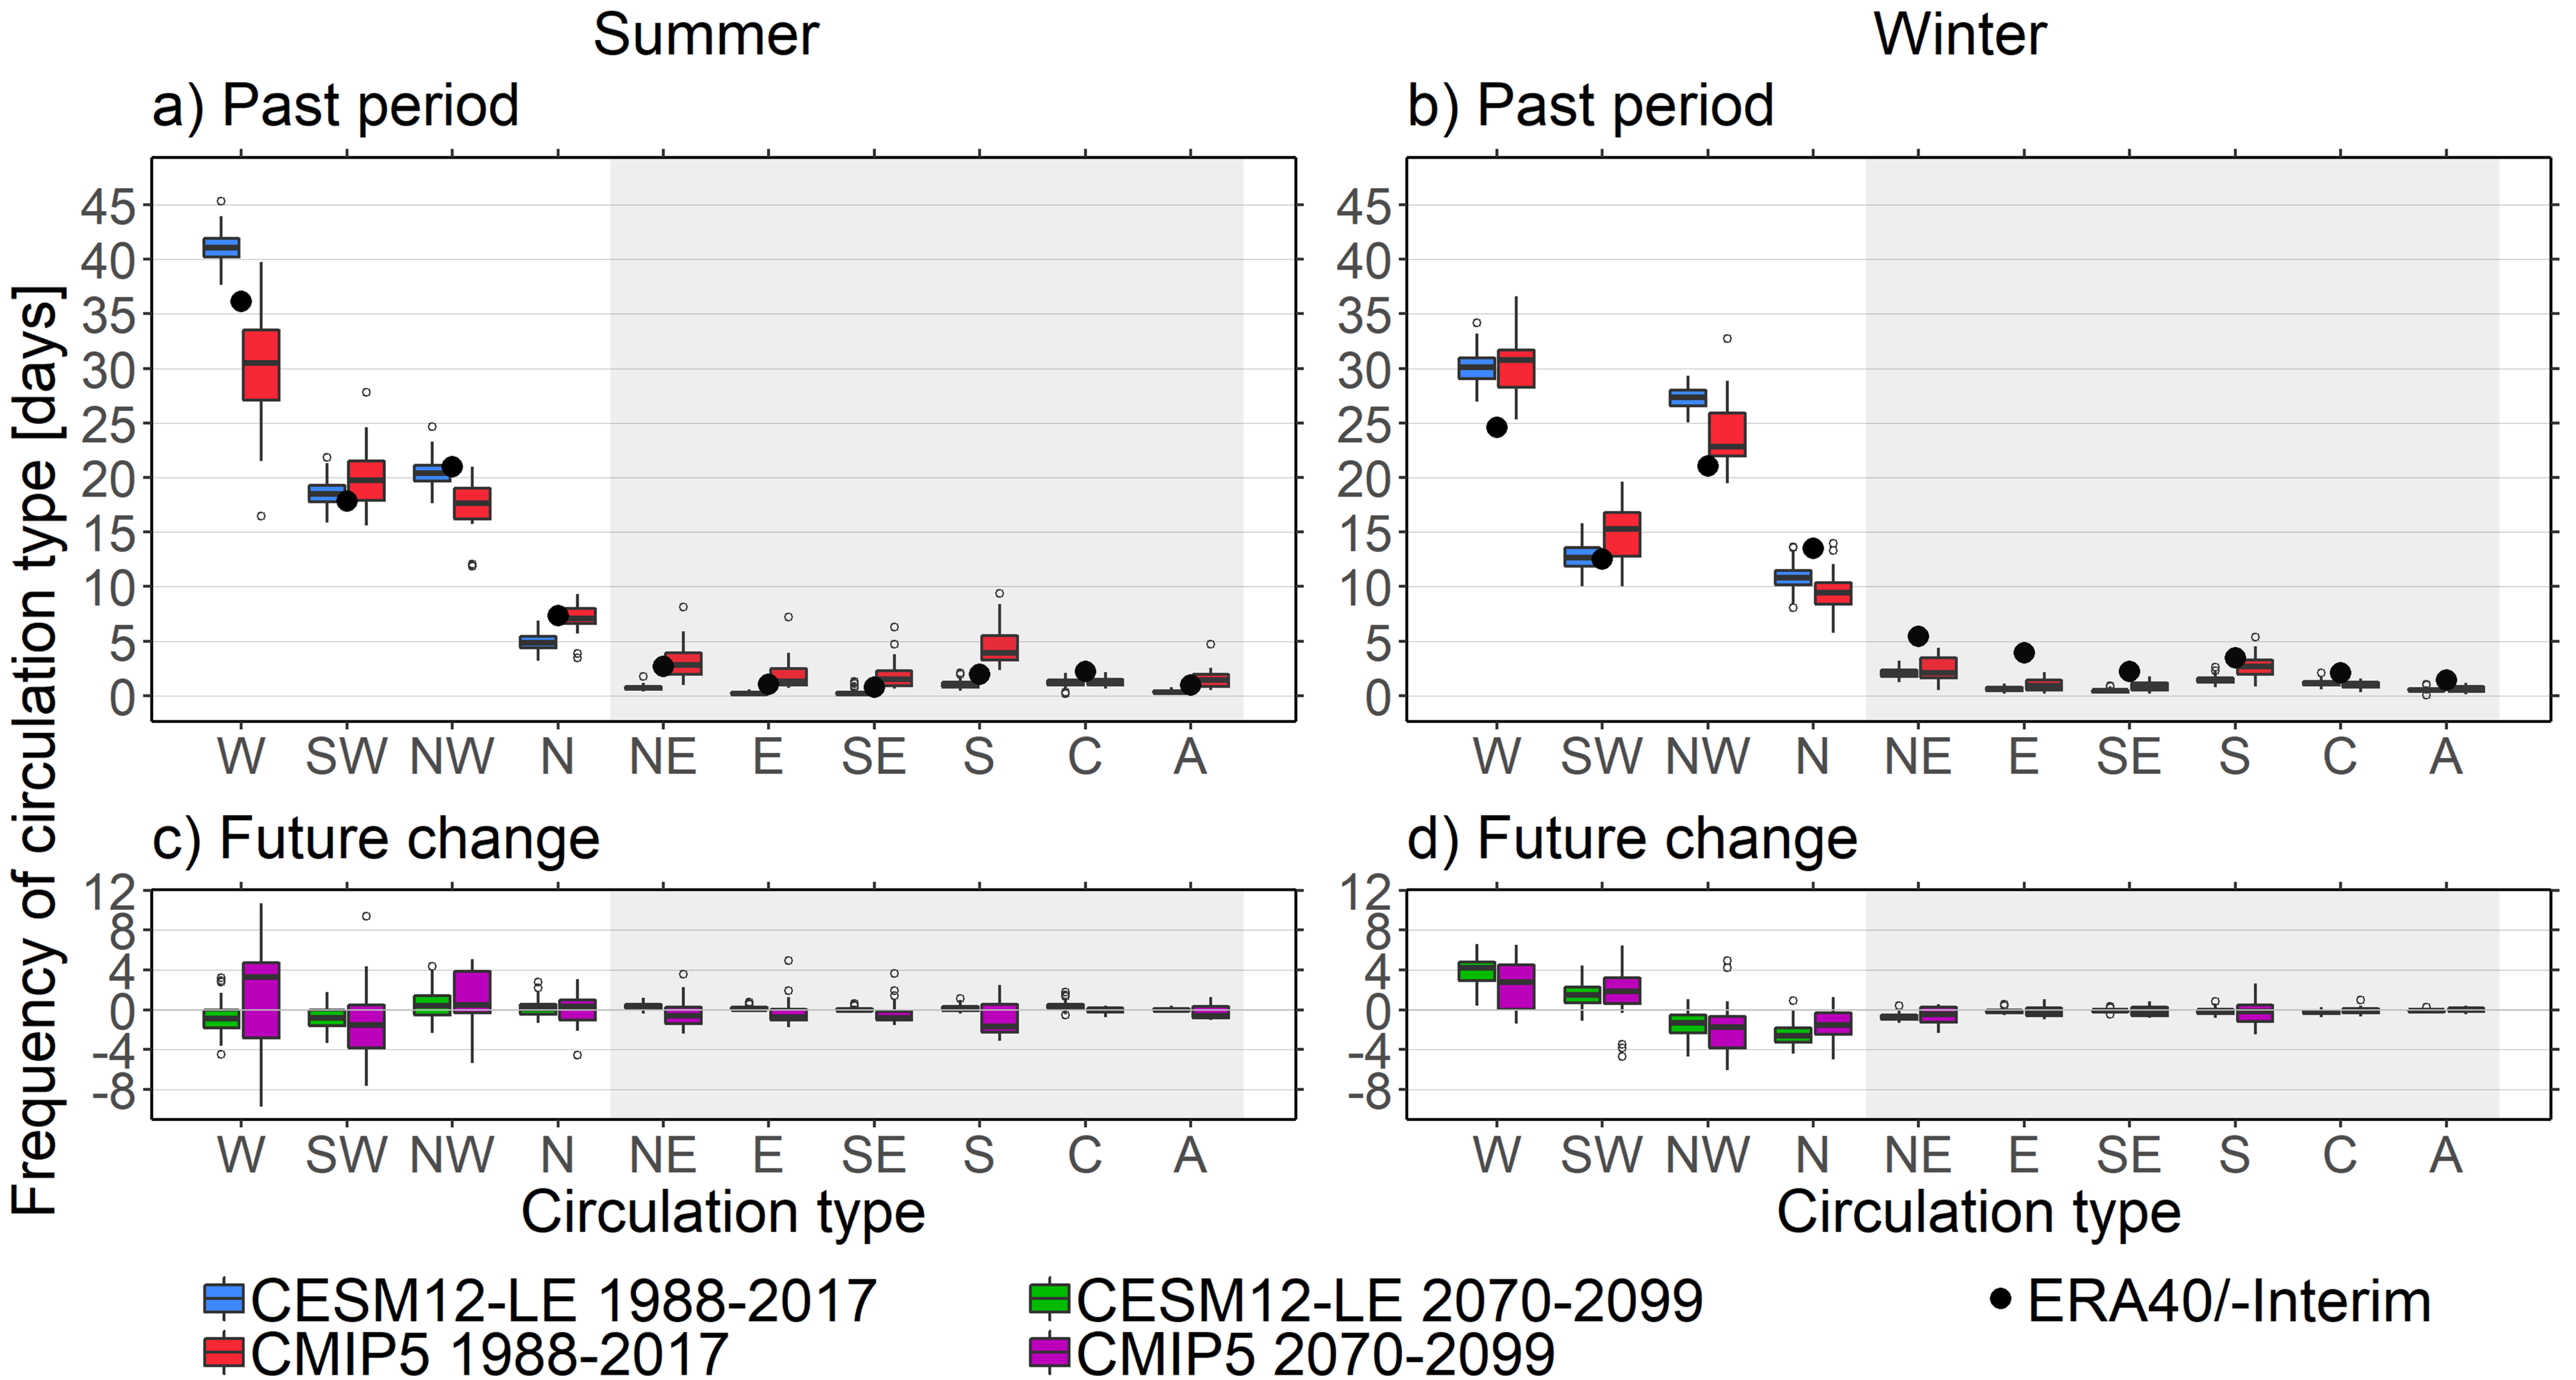 Summer
Winter
a) Past period
b) Past period
Frequency of circulation type [days]
45
40
35
30
25
20
15
10
5
0
W SW NW N NE E SE S C A
45
40
35
30
25
20
15
10
5
0
W SW NW N NE E SE S C A
c) Future change
d) Future change
12
8
4
0
-4
-8
W SW NW N NE E SE S C A
Circulation type
12
8
4
0
-4
-8
W SW NW N NE E SE S C A
Circulation type
CESM12-LE 1988-2017
CESM12-LE 2070-2099
ERA40/-Interim
CMIP5 1988-2017
CMIP5 2070-2099